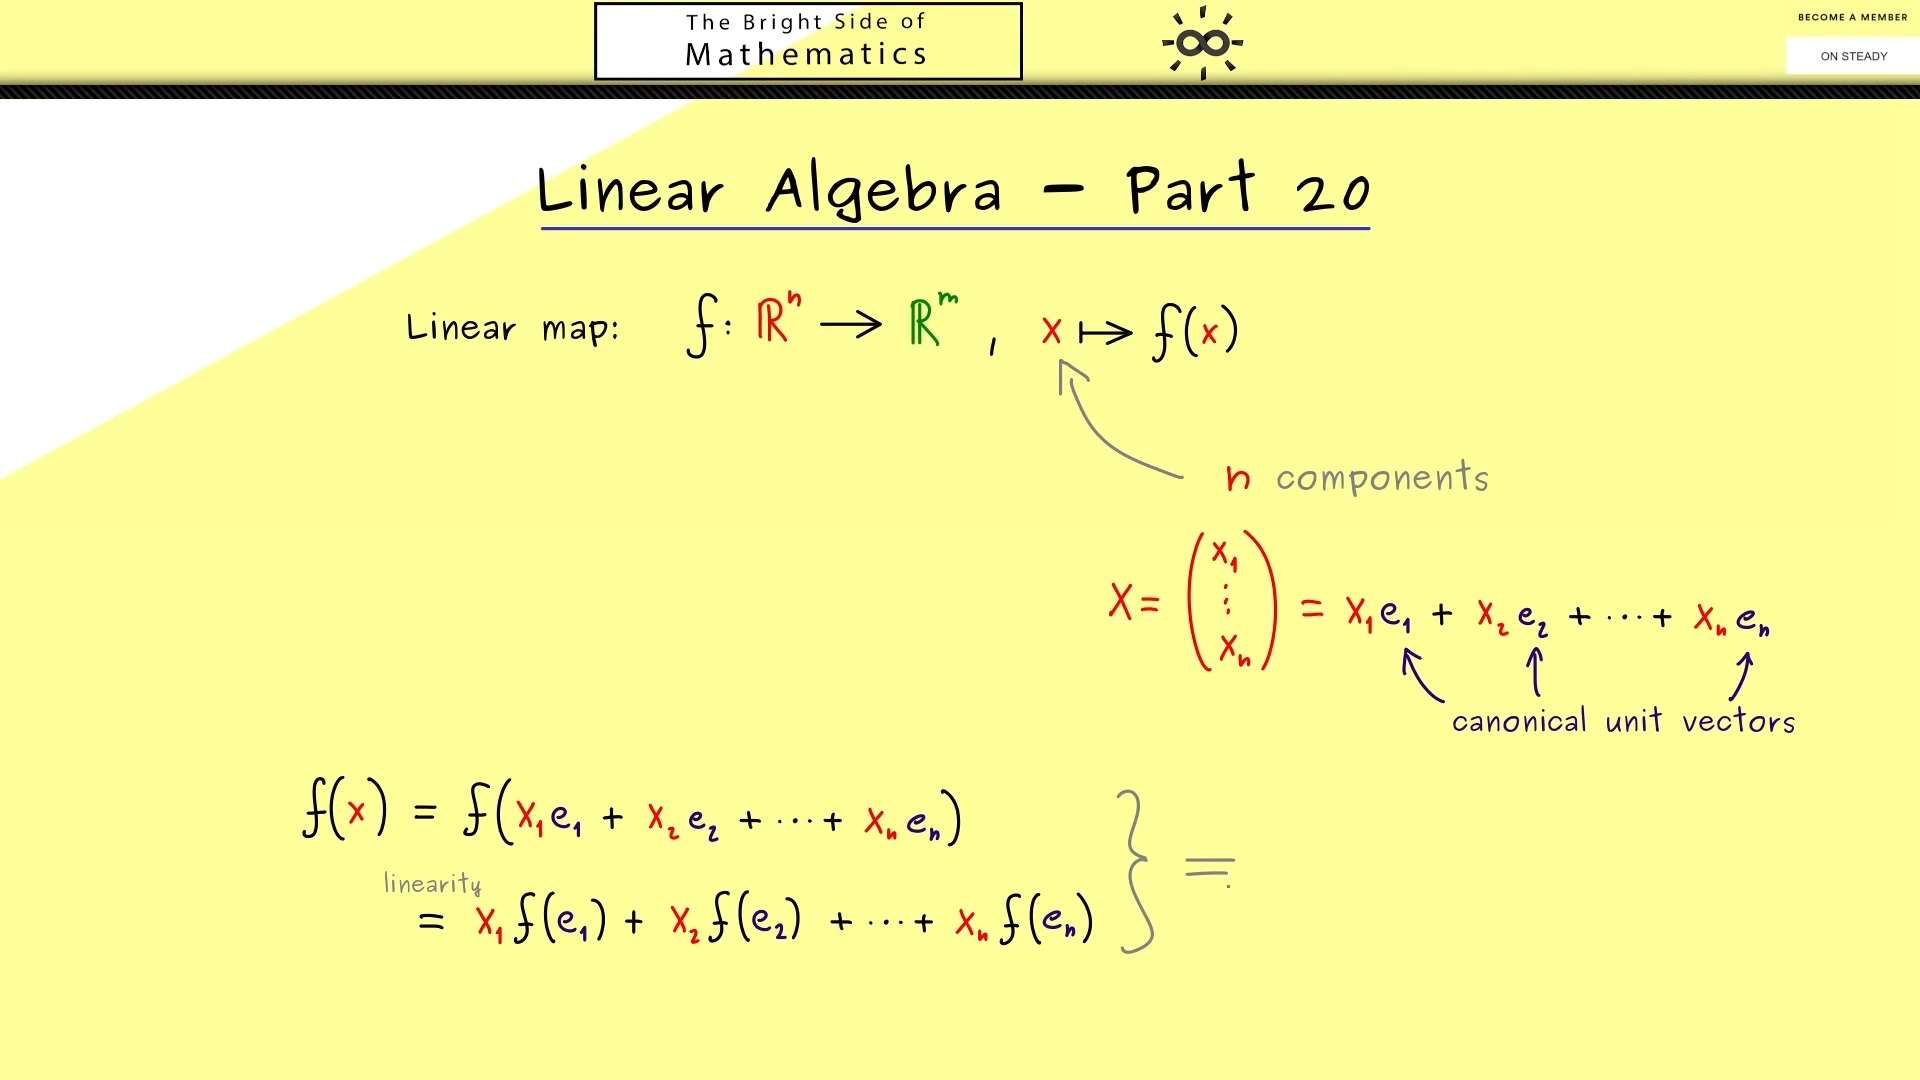 The Bright Side of
Mathematics
BECOME A MEMBER
ON STEADY
Linear Algebra – Part 20
Linear map: f: ℝⁿ → ℝᵐ , x ↦ f(x)
n components
x = (x₁ ⋮ xₙ) = x₁e₁ + x₂e₂ + ⋯ + xₙeₙ
canonical unit vectors
f(x) = f(x₁e₁ + x₂e₂ + ⋯ + xₙeₙ)
linearity
= x₁f(e₁) + x₂f(e₂) + ⋯ + xₙf(eₙ) } =